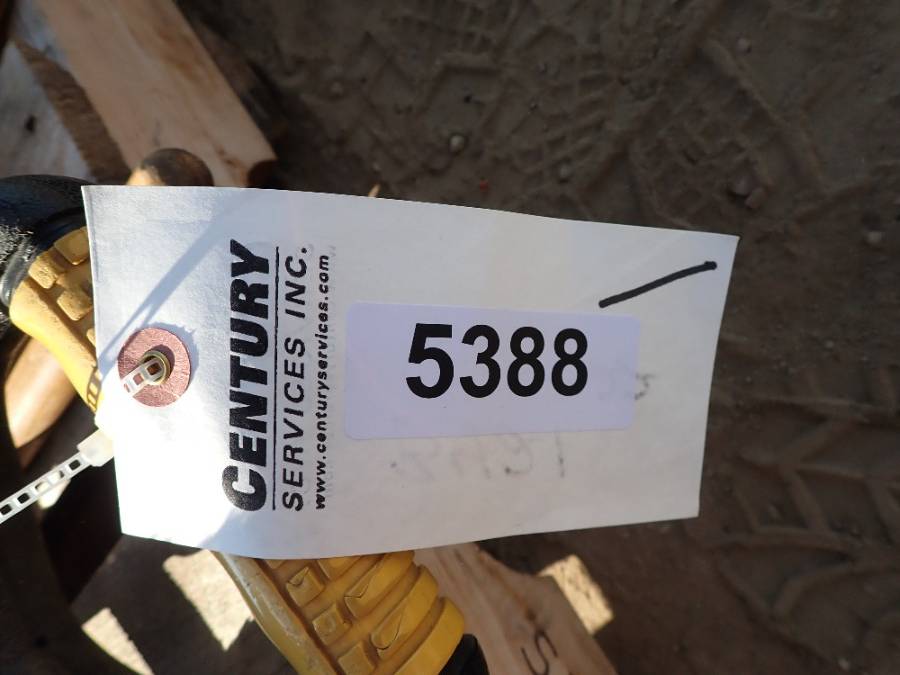 CENTURY
SERVICES INC.
www.centuryservices.com
5388
S